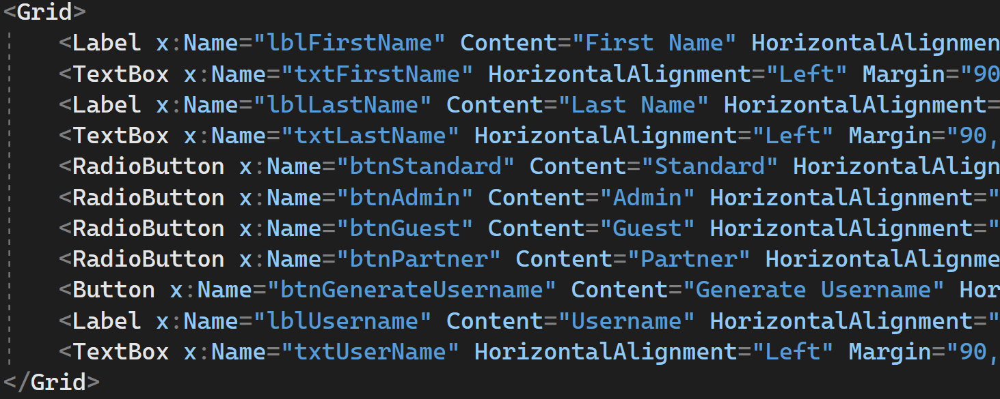 <Grid>
<Label x:Name="lblFirstName" Content="First Name" HorizontalAlignmen
<TextBox x:Name="txtFirstName" HorizontalAlignment="Left" Margin="90
<Label x:Name="lblLastName" Content="Last Name" HorizontalAlignment=
<TextBox x:Name="txtLastName" HorizontalAlignment="Left" Margin="90,
<RadioButton x:Name="btnStandard" Content="Standard" HorizontalAlign
<RadioButton x:Name="btnAdmin" Content="Admin" HorizontalAlignment="
<RadioButton x:Name="btnGuest" Content="Guest" HorizontalAlignment="
<RadioButton x:Name="btnPartner" Content="Partner" HorizontalAlignme
<Button x:Name="btnGenerateUsername" Content="Generate Username" Hor
<Label x:Name="lblUsername" Content="Username" HorizontalAlignment="
<TextBox x:Name="txtUserName" HorizontalAlignment="Left" Margin="90,
</Grid>